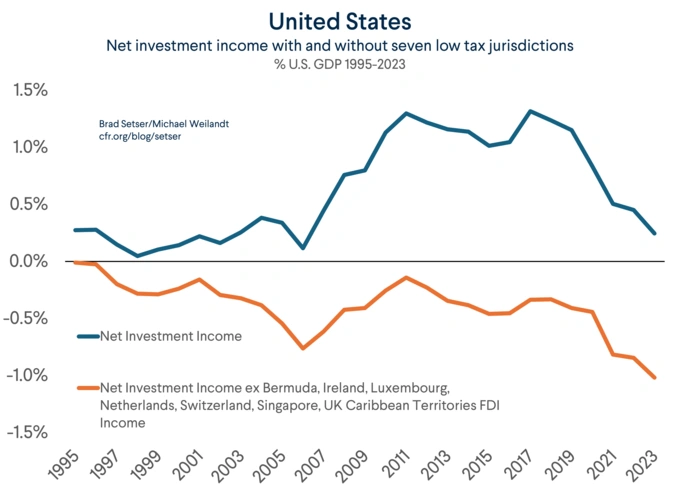 United States
Net investment income with and without seven low tax jurisdictions
% U.S. GDP 1995-2023
1.5%
Brad Setser/Michael Weilandt
cfr.org/blog/setser
1.0%
0.5%
0.0%
-0.5%
Net Investment Income
-1.0%
Net Investment Income ex Bermuda, Ireland, Luxembourg,
Netherlands, Switzerland, Singapore, UK Caribbean Territories FDI
Income
-1.5%
1995
1997
1999
2001
2003
2005
2007
2009
2011
2013
2015
2017
2019
2021
2023